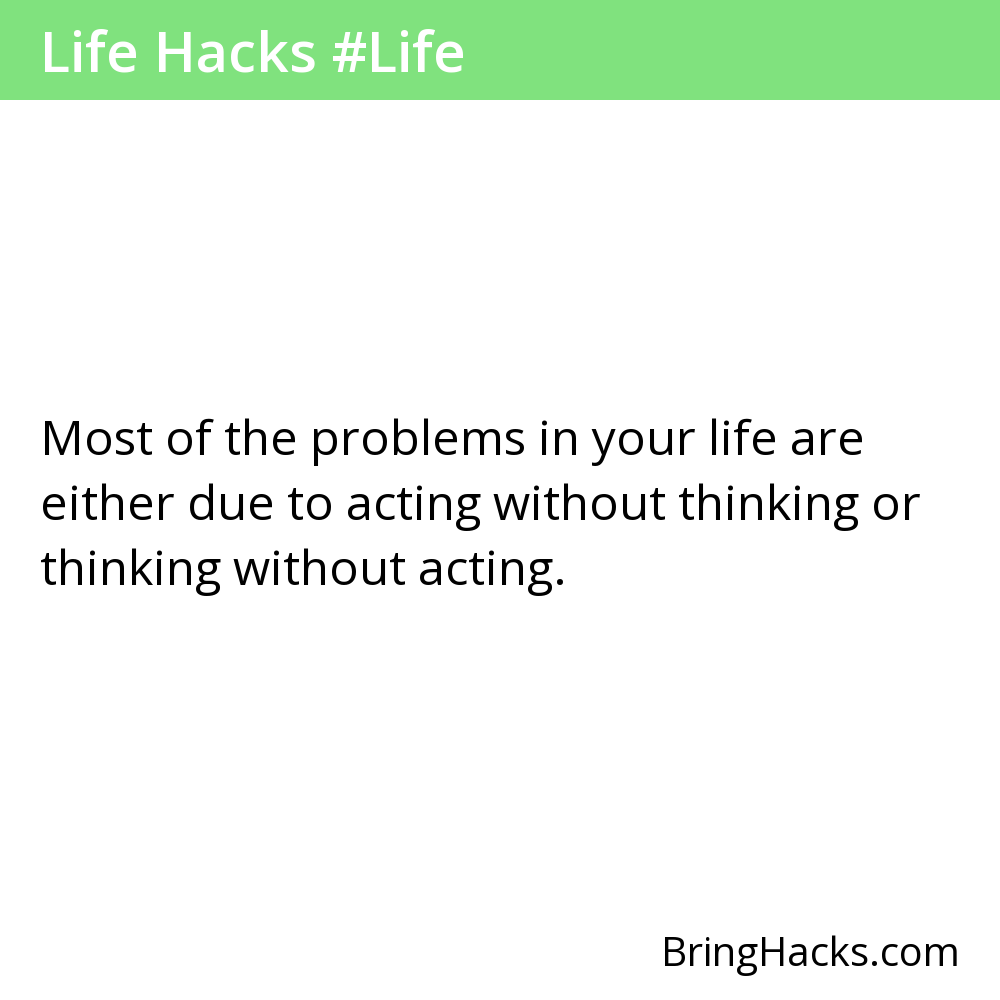 Life Hacks #Life
Most of the problems in your life are
either due to acting without thinking or
thinking without acting.
BringHacks.com